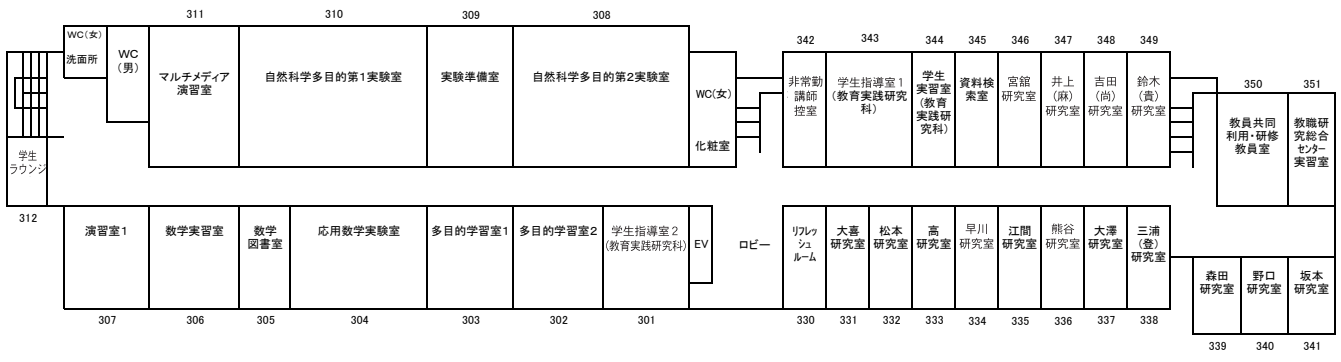 311
310
309
308
WC(女)
洗面所
WC
(男)
マルチメディア
演習室
自然科学多目的第1実験室
実験準備室
自然科学多目的第2実験室
WC(女)
化粧室
学生
ラウンジ
312
342
343
344
345
346
347
348
349
非常勤
講師
控室
学生指導室1
(教育実践研究
科)
学生
実習室
(教育
実践研
究科)
資料検
索室
宮舘
研究室
井上
(麻)
研究室
吉田
(尚)
研究室
鈴木
(貴)
研究室
350
351
教員共同
利用・研修
教員室
教職研
究総合
センター
実習室
演習室1
数学実習室
数学
図書室
応用数学実験室
多目的学習室1
多目的学習室2
学生指導室2
(教育実践研究科)
EV
ロビー
リフレッ
シュ
ルーム
大喜
研究室
松本
研究室
高
研究室
早川
研究室
江間
研究室
熊谷
研究室
大澤
研究室
三浦
(登)
研究室
森田
研究室
野口
研究室
坂本
研究室
307
306
305
304
303
302
301
330
331
332
333
334
335
336
337
338
339
340
341